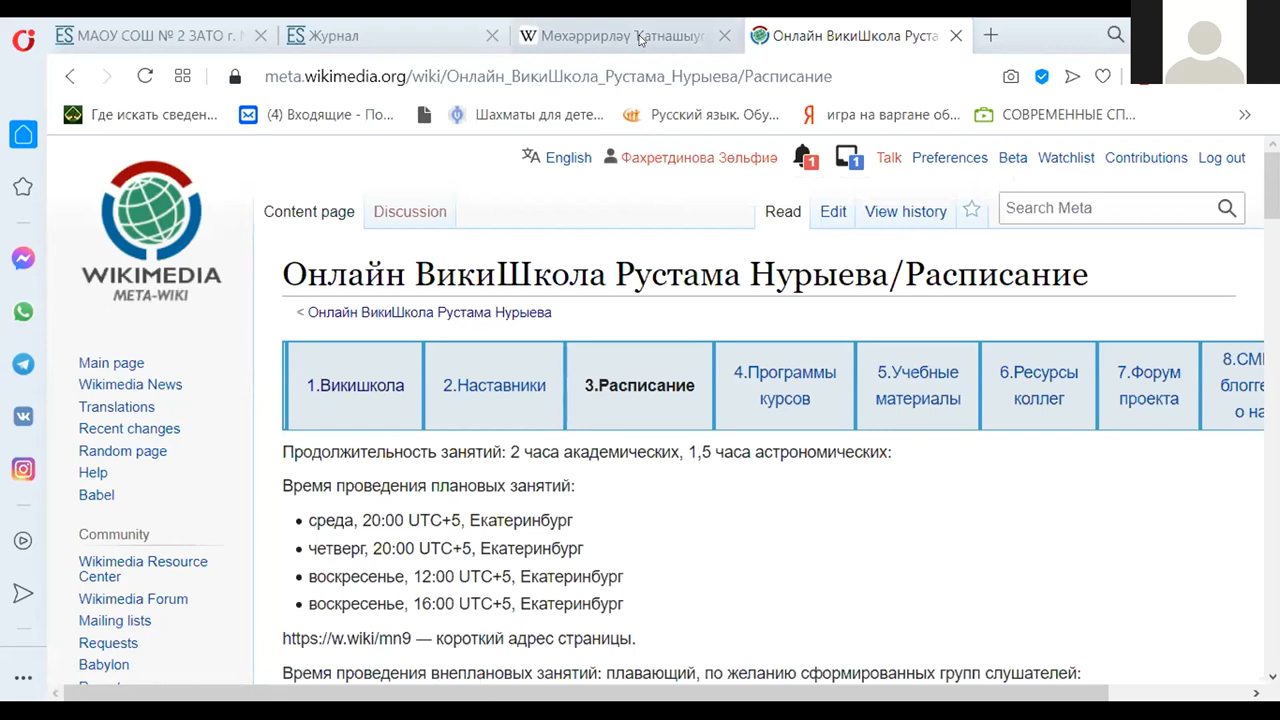 МАОУ СОШ № 2 ЗАТО г.
Журнал
Мөхәррирләү Ҡатнашыусы
Онлайн ВикиШкола Руста
meta.wikimedia.org/wiki/Онлайн_ВикиШкола_Рустама_Нурыева/Расписание
Где искать сведен...
(4) Входящие - По...
Шахматы для дете...
Русский язык. Обу...
игра на варгане об...
СОВРЕМЕННЫЕ СП...
English
Фахретдинова Зөльфиә
1
1
Talk
Preferences
Beta
Watchlist
Contributions
Log out
Content page
Discussion
Read
Edit
View history
Search Meta
WIKIMEDIA
META-WIKI
Онлайн ВикиШкола Рустама Нурыева/Расписание
< Онлайн ВикиШкола Рустама Нурыева
Main page
Wikimedia News
Translations
Recent changes
Random page
Help
Babel
Community
Wikimedia Resource
Center
Wikimedia Forum
Mailing lists
Requests
Babylon
1.Викишкола
2.Наставники
3.Расписание
4.Программы
курсов
5.Учебные
материалы
6.Ресурсы
коллег
7.Форум
проекта
8.СМИ
блогге
о на
Продолжительность занятий: 2 часа академических, 1,5 часа астрономических:
Время проведения плановых занятий:
• среда, 20:00 UTC+5, Екатеринбург
• четверг, 20:00 UTC+5, Екатеринбург
• воскресенье, 12:00 UTC+5, Екатеринбург
• воскресенье, 16:00 UTC+5, Екатеринбург
https://w.wiki/mn9 — короткий адрес страницы.
Время проведения внеплановых занятий: плавающий, по желанию сформированных групп слушателей: